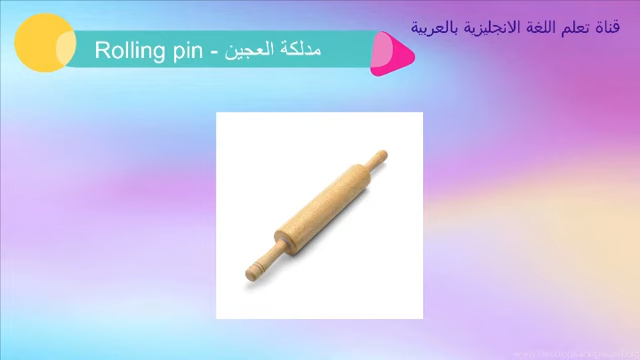 قناة تعلم اللغة الانجليزية بالعربية
Rolling pin - مدلكة العجين